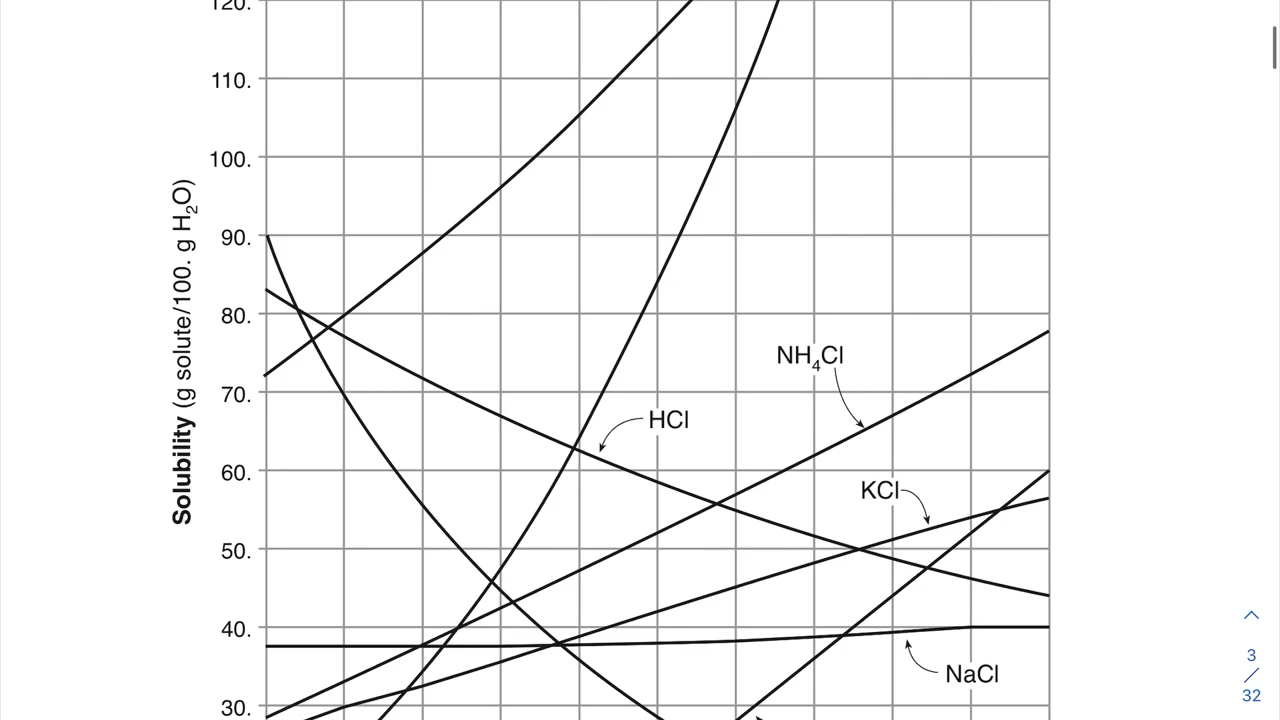 120.
110.
100.
90.
80.
70.
60.
50.
40.
30.
Solubility (g solute/100. g H₂O)
NH₄Cl
HCl
KCl
NaCl
3
/
32